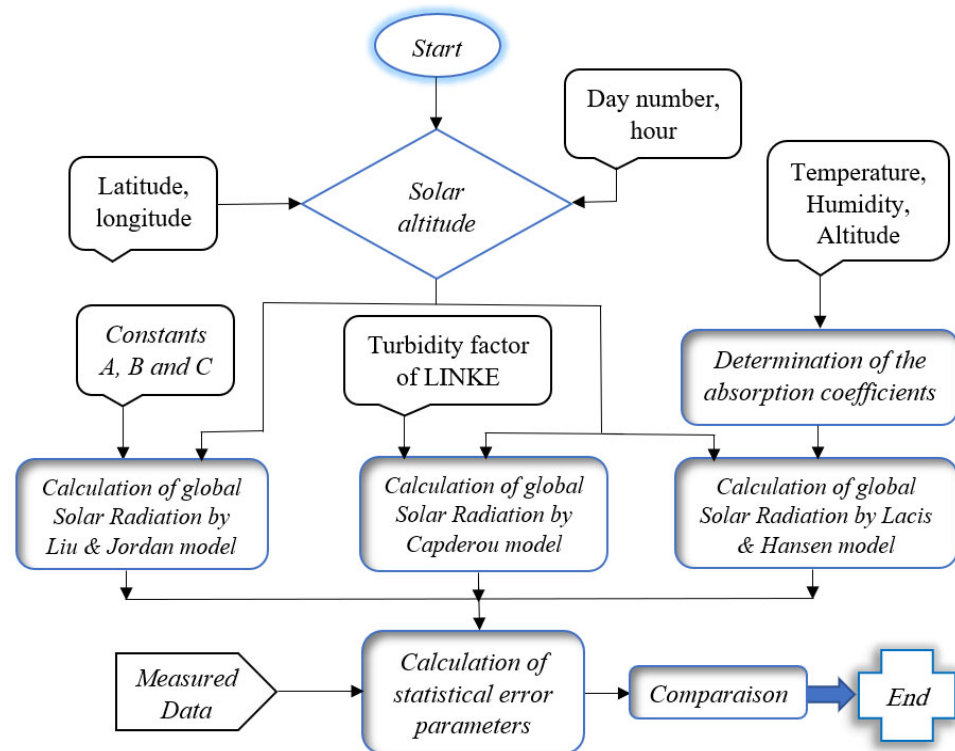 Start
Day number,
hour
Latitude,
longitude
Solar
altitude
Temperature,
Humidity,
Altitude
Constants
A, B and C
Turbidity factor
of LINKE
Determination of the
absorption coefficients
Calculation of global
Solar Radiation by
Liu & Jordan model
Calculation of global
Solar Radiation by
Capderou model
Calculation of global
Solar Radiation by Lacis
& Hansen model
Measured
Data
Calculation of
statistical error
parameters
Comparaison
End